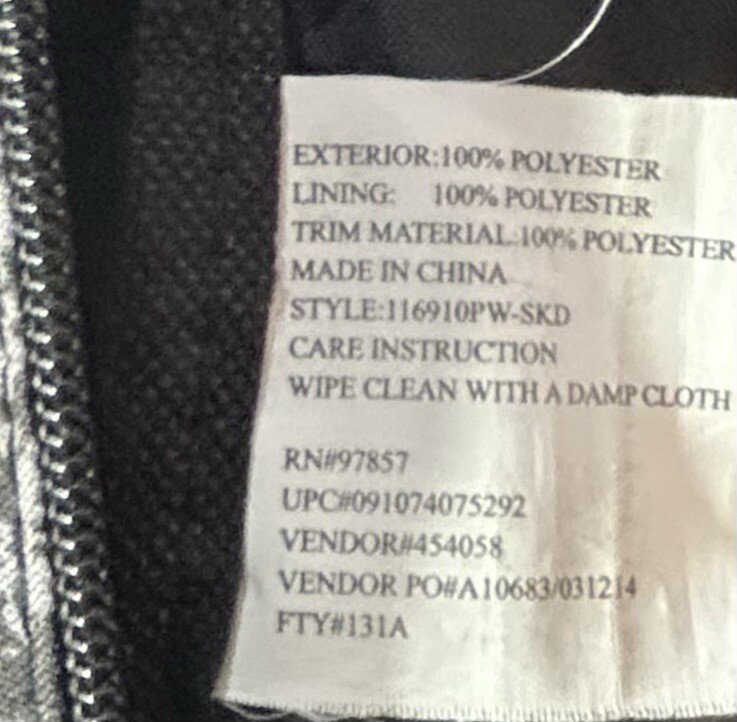 EXTERIOR:100% POLYESTER
LINING: 100% POLYESTER
TRIM MATERIAL:100% POLYESTER
MADE IN CHINA
STYLE:116910PW-SKD
CARE INSTRUCTION
WIPE CLEAN WITH A DAMP CLOTH
RN#97857
UPC#091074075292
VENDOR#454058
VENDOR PO#A10683/031214
FTY#131A